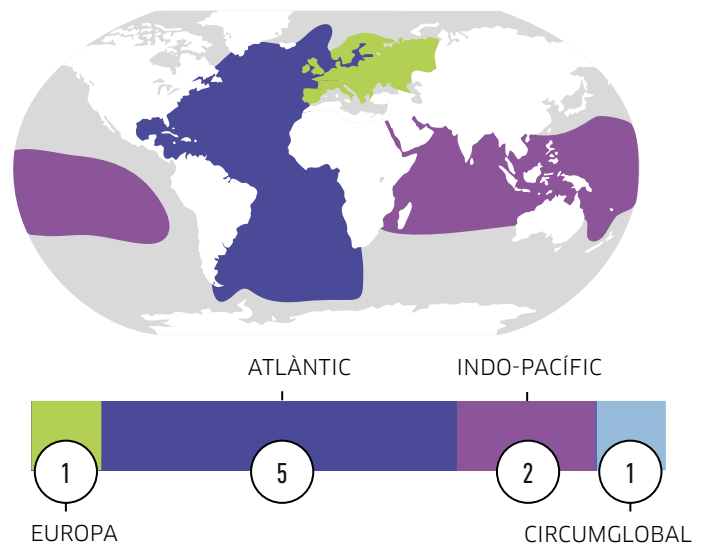 ATLÀNTIC
INDO-PACÍFIC
1
5
2
1
EUROPA
CIRCUMGLOBAL